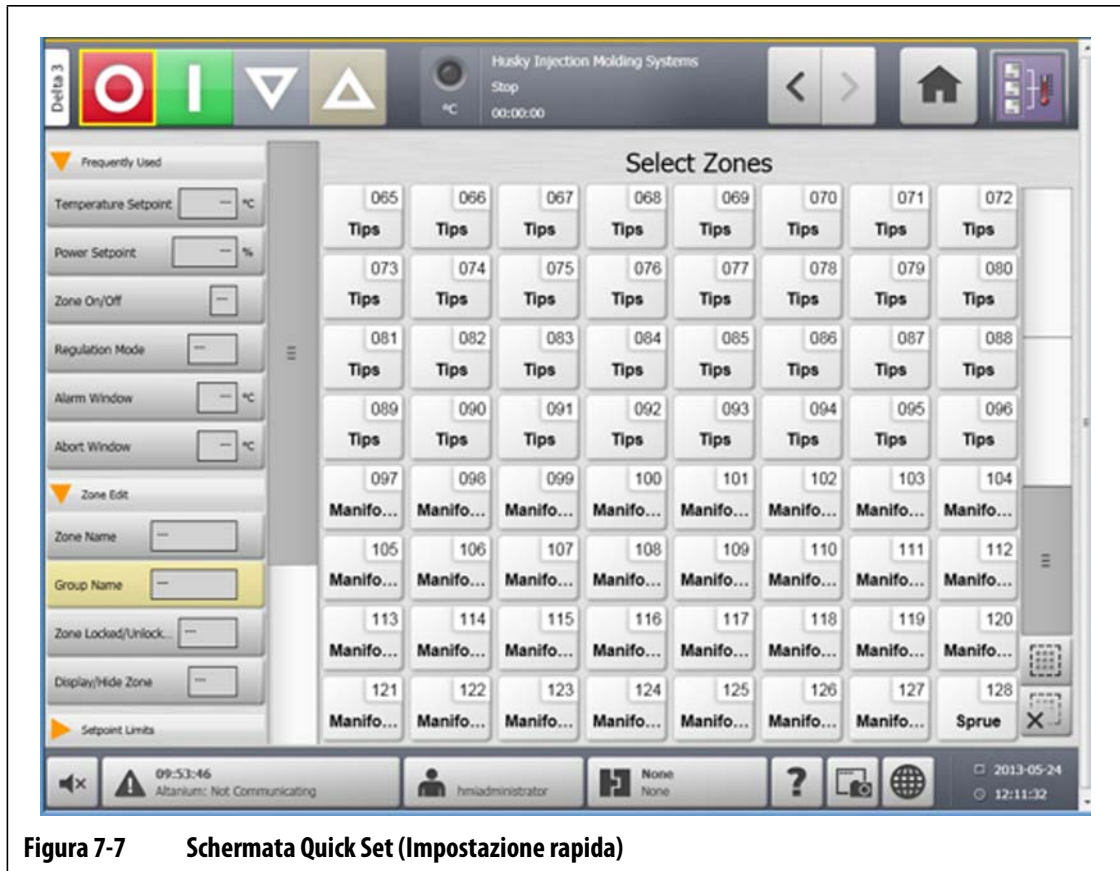 Delta 3
Husky Injection Molding Systems
Stop
°C
00:00:00
Frequently Used
Temperature Setpoint -- °C
Power Setpoint -- %
Zone On/Off --
Regulation Mode ---
Alarm Window -- °C
Abort Window -- °C
Zone Edit
Zone Name ---
Group Name ---
Zone Locked/Unlock... ---
Display/Hide Zone ---
Setpoint Limits
Select Zones
065 066 067 068 069 070 071 072
Tips Tips Tips Tips Tips Tips Tips Tips
073 074 075 076 077 078 079 080
Tips Tips Tips Tips Tips Tips Tips Tips
081 082 083 084 085 086 087 088
Tips Tips Tips Tips Tips Tips Tips Tips
089 090 091 092 093 094 095 096
Tips Tips Tips Tips Tips Tips Tips Tips
097 098 099 100 101 102 103 104
Manifo... Manifo... Manifo... Manifo... Manifo... Manifo... Manifo... Manifo...
105 106 107 108 109 110 111 112
Manifo... Manifo... Manifo... Manifo... Manifo... Manifo... Manifo... Manifo...
113 114 115 116 117 118 119 120
Manifo... Manifo... Manifo... Manifo... Manifo... Manifo... Manifo... Manifo...
121 122 123 124 125 126 127 128
Manifo... Manifo... Manifo... Manifo... Manifo... Manifo... Manifo... Sprue
09:53:46
Altanium: Not Communicating
hmiadministrator
None
None
?
2013-05-24
12:11:32
Figura 7-7 Schermata Quick Set (Impostazione rapida)